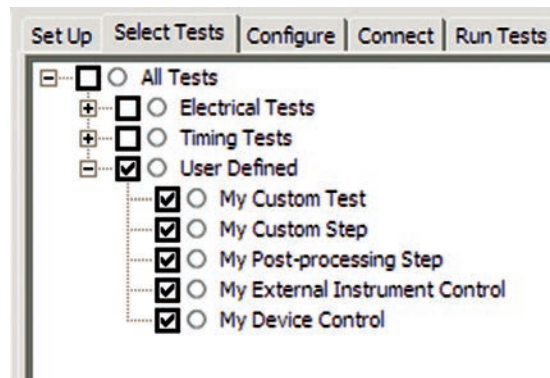 Set Up Select Tests Configure Connect Run Tests
All Tests
Electrical Tests
Timing Tests
User Defined
My Custom Test
My Custom Step
My Post-processing Step
My External Instrument Control
My Device Control